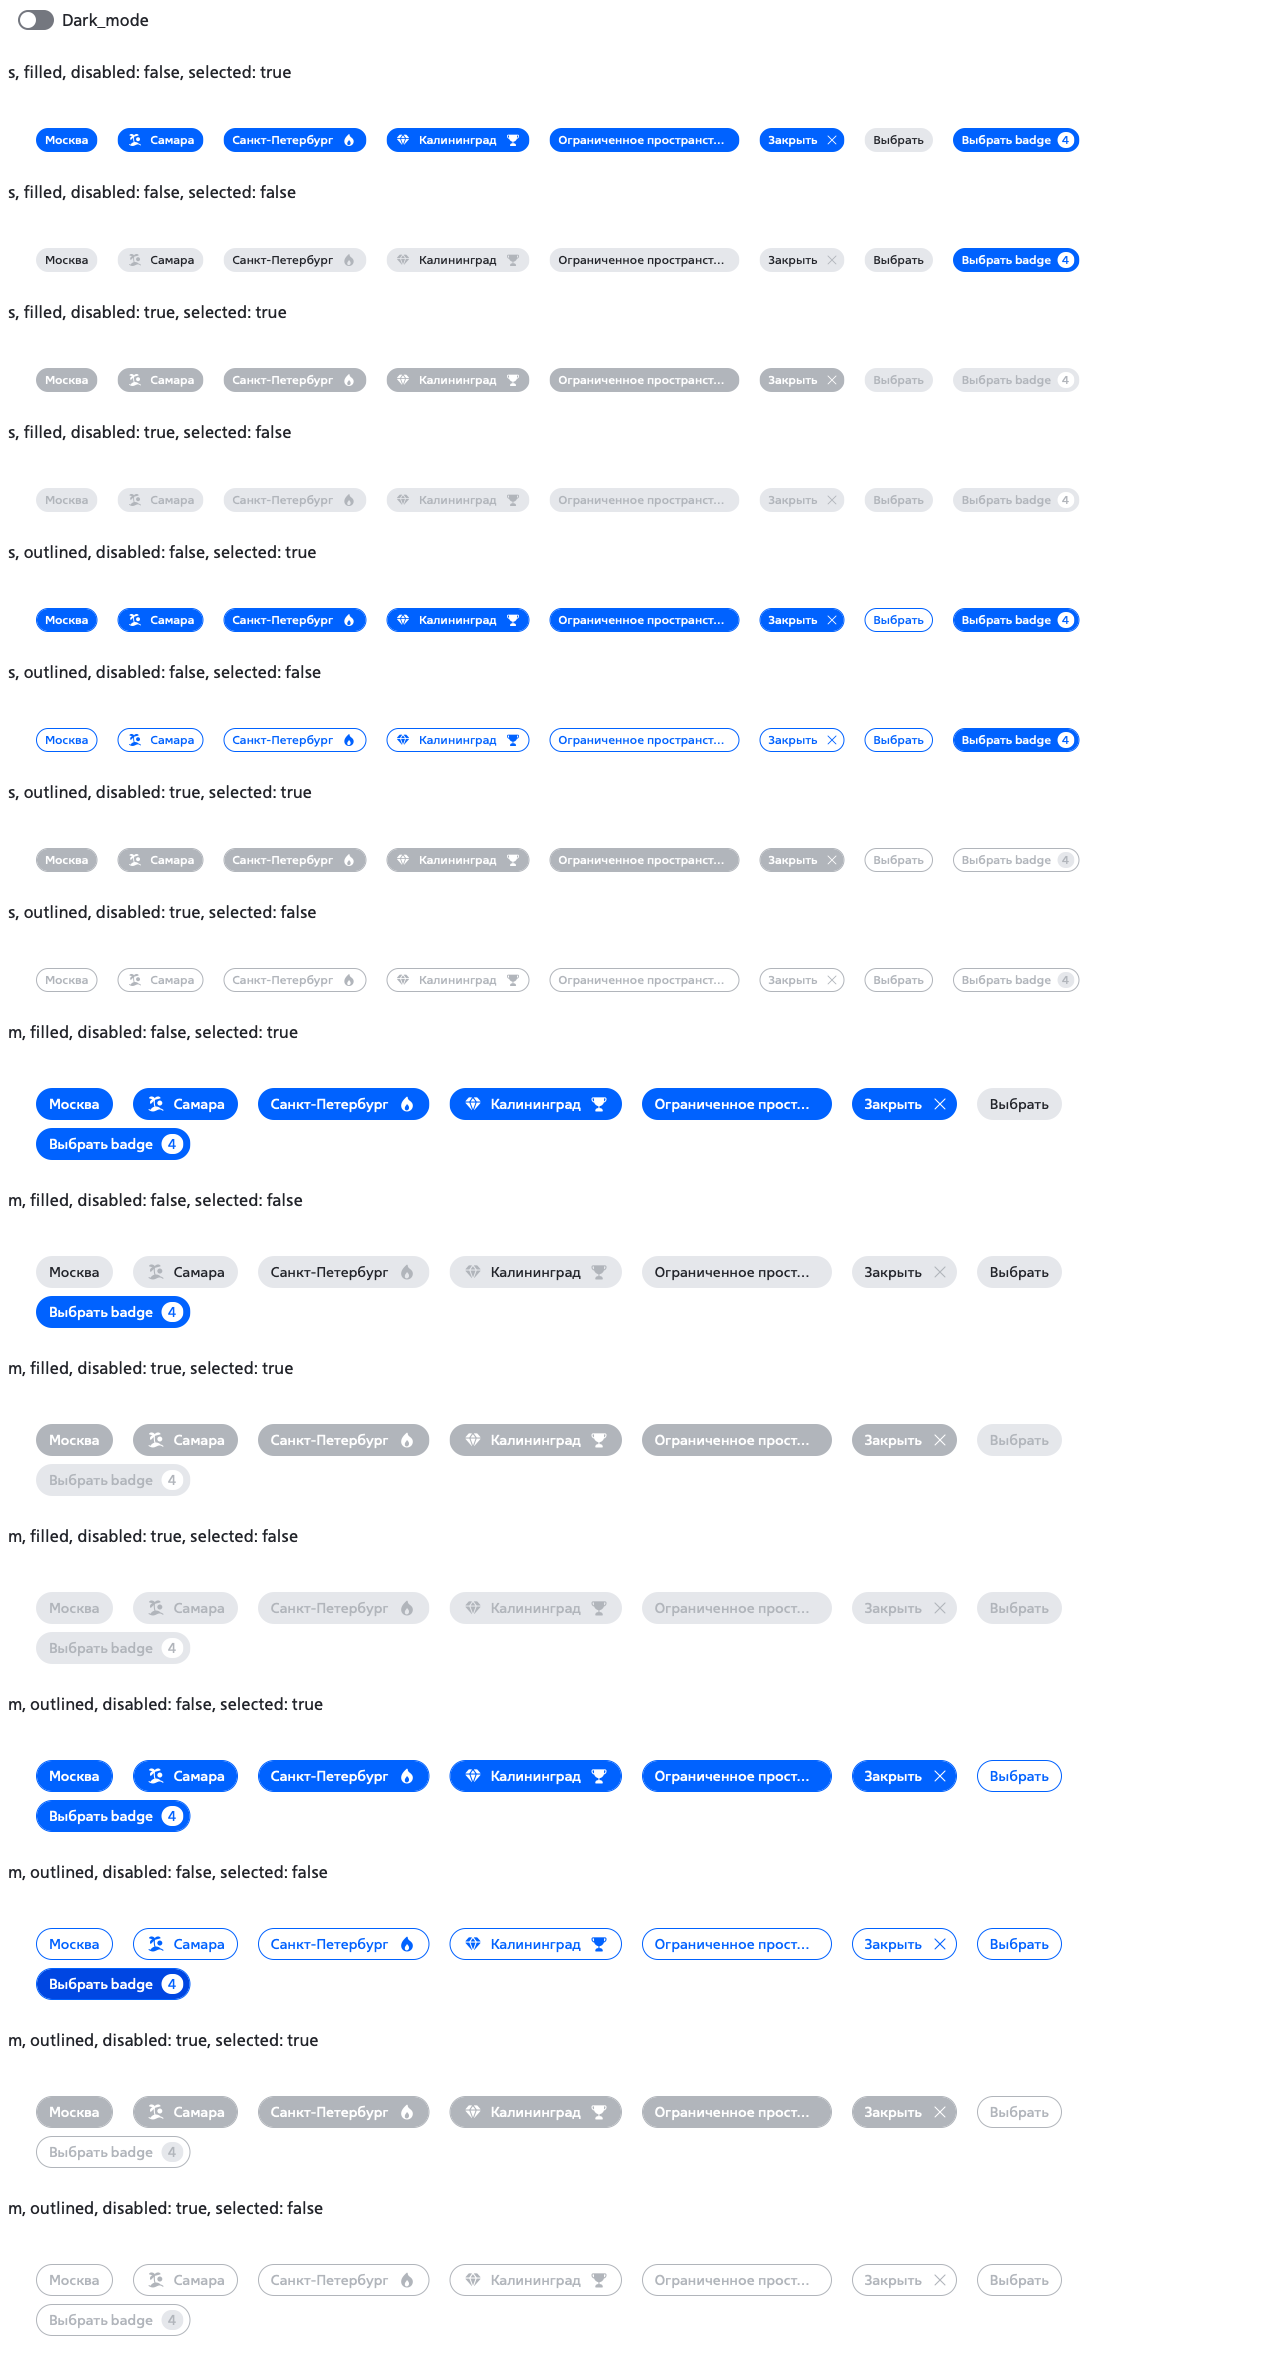 Dark_mode
s, filled, disabled: false, selected: true
Москва Самара Санкт-Петербург Калининград Ограниченное пространст... Закрыть Выбрать Выбрать badge 4
s, filled, disabled: false, selected: false
Москва Самара Санкт-Петербург Калининград Ограниченное пространст... Закрыть Выбрать Выбрать badge 4
s, filled, disabled: true, selected: true
Москва Самара Санкт-Петербург Калининград Ограниченное пространст... Закрыть Выбрать Выбрать badge 4
s, filled, disabled: true, selected: false
Москва Самара Санкт-Петербург Калининград Ограниченное пространст... Закрыть Выбрать Выбрать badge 4
s, outlined, disabled: false, selected: true
Москва Самара Санкт-Петербург Калининград Ограниченное пространст... Закрыть Выбрать Выбрать badge 4
s, outlined, disabled: false, selected: false
Москва Самара Санкт-Петербург Калининград Ограниченное пространст... Закрыть Выбрать Выбрать badge 4
s, outlined, disabled: true, selected: true
Москва Самара Санкт-Петербург Калининград Ограниченное пространст... Закрыть Выбрать Выбрать badge 4
s, outlined, disabled: true, selected: false
Москва Самара Санкт-Петербург Калининград Ограниченное пространст... Закрыть Выбрать Выбрать badge 4
m, filled, disabled: false, selected: true
Москва Самара Санкт-Петербург Калининград Ограниченное прост... Закрыть Выбрать
Выбрать badge 4
m, filled, disabled: false, selected: false
Москва Самара Санкт-Петербург Калининград Ограниченное прост... Закрыть Выбрать
Выбрать badge 4
m, filled, disabled: true, selected: true
Москва Самара Санкт-Петербург Калининград Ограниченное прост... Закрыть Выбрать
Выбрать badge 4
m, filled, disabled: true, selected: false
Москва Самара Санкт-Петербург Калининград Ограниченное прост... Закрыть Выбрать
Выбрать badge 4
m, outlined, disabled: false, selected: true
Москва Самара Санкт-Петербург Калининград Ограниченное прост... Закрыть Выбрать
Выбрать badge 4
m, outlined, disabled: false, selected: false
Москва Самара Санкт-Петербург Калининград Ограниченное прост... Закрыть Выбрать
Выбрать badge 4
m, outlined, disabled: true, selected: true
Москва Самара Санкт-Петербург Калининград Ограниченное прост... Закрыть Выбрать
Выбрать badge 4
m, outlined, disabled: true, selected: false
Москва Самара Санкт-Петербург Калининград Ограниченное прост... Закрыть Выбрать
Выбрать badge 4